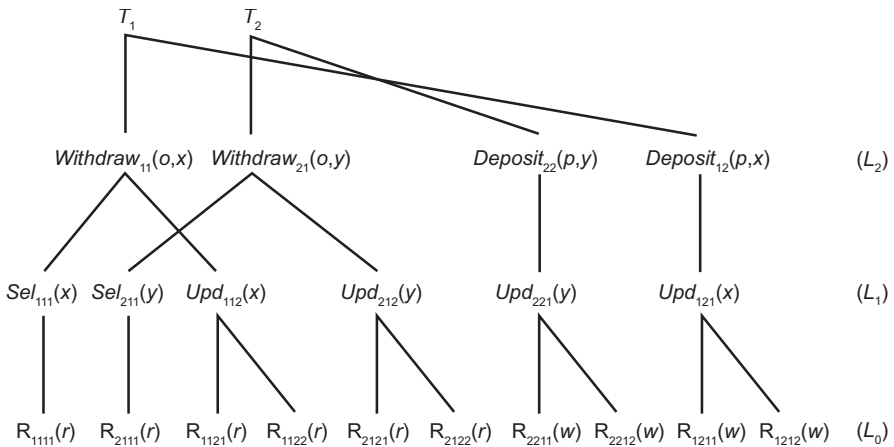 T₁ T₂
Withdraw₁₁(o,x) Withdraw₂₁(o,y) Deposit₂₂(p,y) Deposit₁₂(p,x) (L₂)
Sel₁₁₁(x) Sel₂₁₁(y) Upd₁₁₂(x) Upd₂₁₂(y) Upd₂₂₁(y) Upd₁₂₁(x) (L₁)
R₁₁₁₁(r) R₂₁₁₁(r) R₁₁₂₁(r) R₁₁₂₂(r) R₂₁₂₁(r) R₂₁₂₂(r) R₂₂₁₁(w) R₂₂₁₂(w) R₁₂₁₁(w) R₁₂₁₂(w) (L₀)